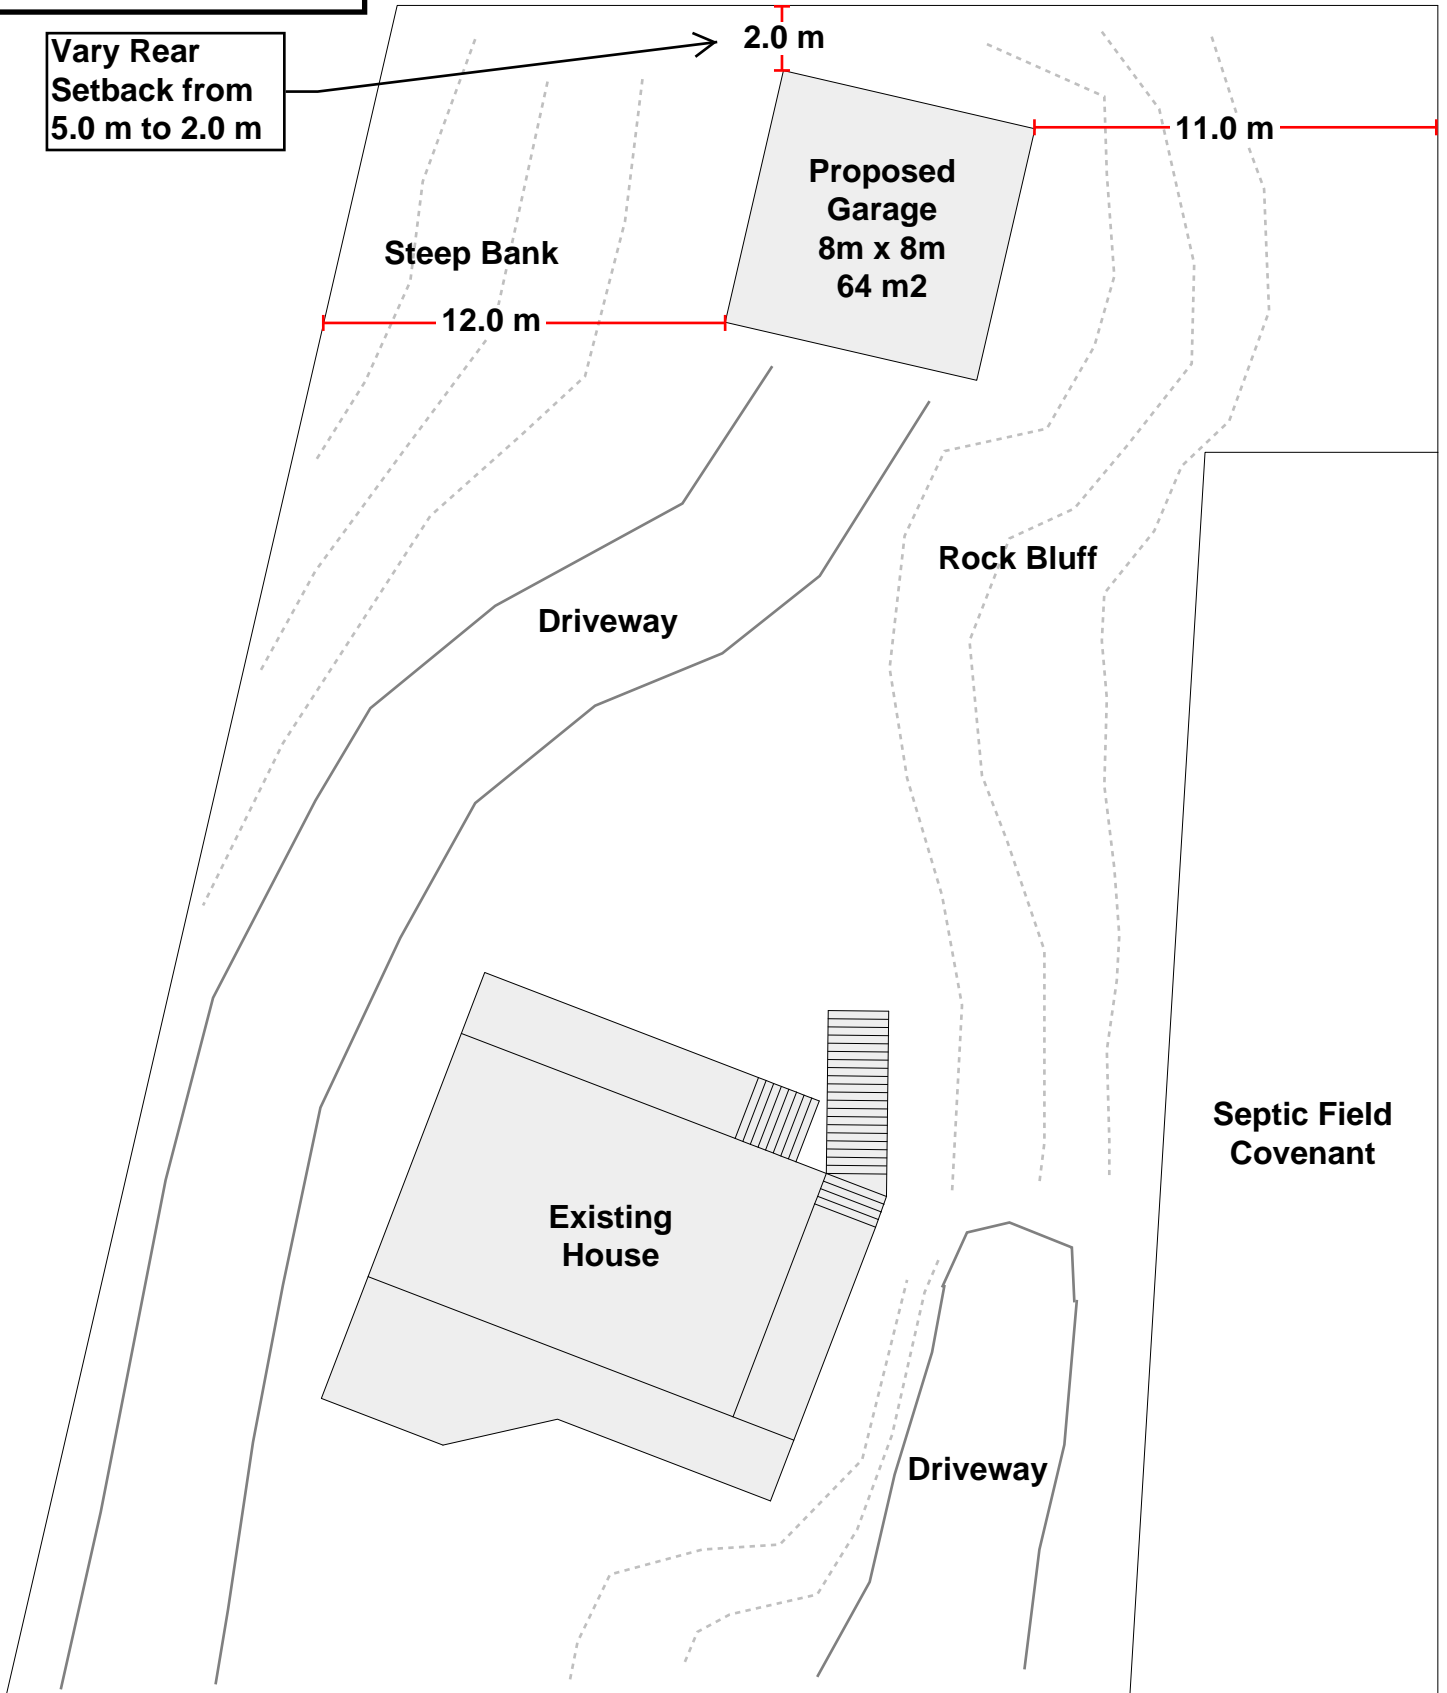 Vary Rear
Setback from
5.0 m to 2.0 m
2.0 m
11.0 m
Proposed
Garage
8m x 8m
64 m2
Steep Bank
12.0 m
Rock Bluff
Driveway
Septic Field
Covenant
Existing
House
Driveway